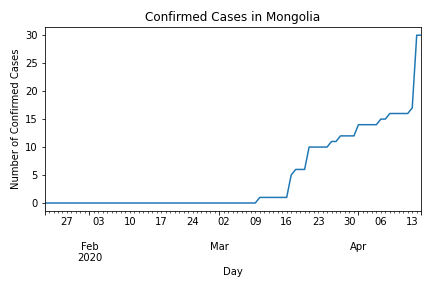 Confirmed Cases in Mongolia
Number of Confirmed Cases
30
25
20
15
10
5
0
27 03 10 17 24 02 09 16 23 30 06 13
Feb Mar Apr
2020
Day